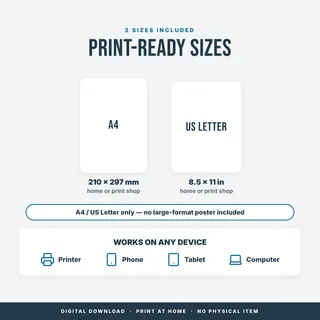 2 SIZES INCLUDED
PRINT-READY SIZES
A4
US LETTER
210 × 297 mm
home or print shop
8.5 × 11 in
home or print shop
A4 / US Letter only — no large-format poster included
WORKS ON ANY DEVICE
Printer
Phone
Tablet
Computer
DIGITAL DOWNLOAD · PRINT AT HOME · NO PHYSICAL ITEM